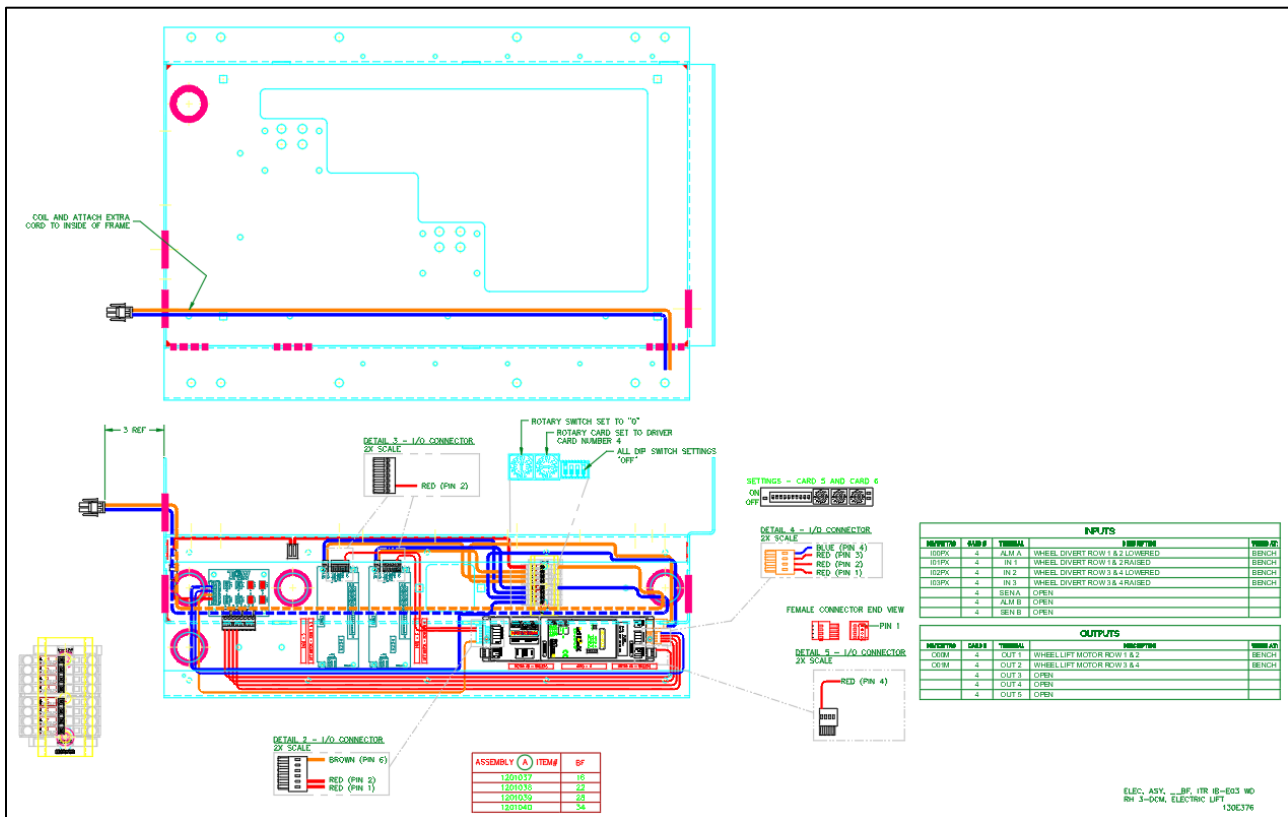 COIL AND ATTACH EXTRA
CORD TO INSIDE OF FRAME
3 REF
DETAIL 3 - I/O CONNECTOR
2X SCALE
RED (PIN 2)
ROTARY SWITCH SET TO "0"
ROTARY CARD SET TO DRIVER
CARD NUMBER 4
ALL DIP SWITCH SETTINGS
"OFF"
SETTINGS - CARD 5 AND CARD 6
ON
OFF
DETAIL 4 - I/O CONNECTOR
2X SCALE
BLUE (PIN 4)
RED (PIN 3)
RED (PIN 2)
RED (PIN 1)
FEMALE CONNECTOR END VIEW
PIN 1
DETAIL 5 - I/O CONNECTOR
2X SCALE
RED (PIN 4)
DETAIL 2 - I/O CONNECTOR
2X SCALE
BROWN (PIN 6)
RED (PIN 2)
RED (PIN 1)
ASSEMBLY A ITEM# BF
1201037 16
1201038 22
1201039 28
1201040 34
INPUTS
CARD # TERMINAL DESCRIPTION
I00PX 4 ALM A WHEEL DIVERT ROW 1 & 2 LOWERED BENCH
I01PX 4 IN 1 WHEEL DIVERT ROW 1 & 2 RAISED BENCH
I02PX 4 IN 2 WHEEL DIVERT ROW 3 & 4 LOWERED BENCH
I03PX 4 IN 3 WHEEL DIVERT ROW 3 & 4 RAISED BENCH
4 SEN A OPEN
4 ALM B OPEN
4 SEN B OPEN
OUTPUTS
CARD # TERMINAL DESCRIPTION
O00M 4 OUT 1 WHEEL LIFT MOTOR ROW 1 & 2 BENCH
O01M 4 OUT 2 WHEEL LIFT MOTOR ROW 3 & 4 BENCH
4 OUT 3 OPEN
4 OUT 4 OPEN
4 OUT 5 OPEN
ELEC, ASY, __BF, ITR IB-E03 WD
RH 3-DCM, ELECTRIC LIFT
130E376